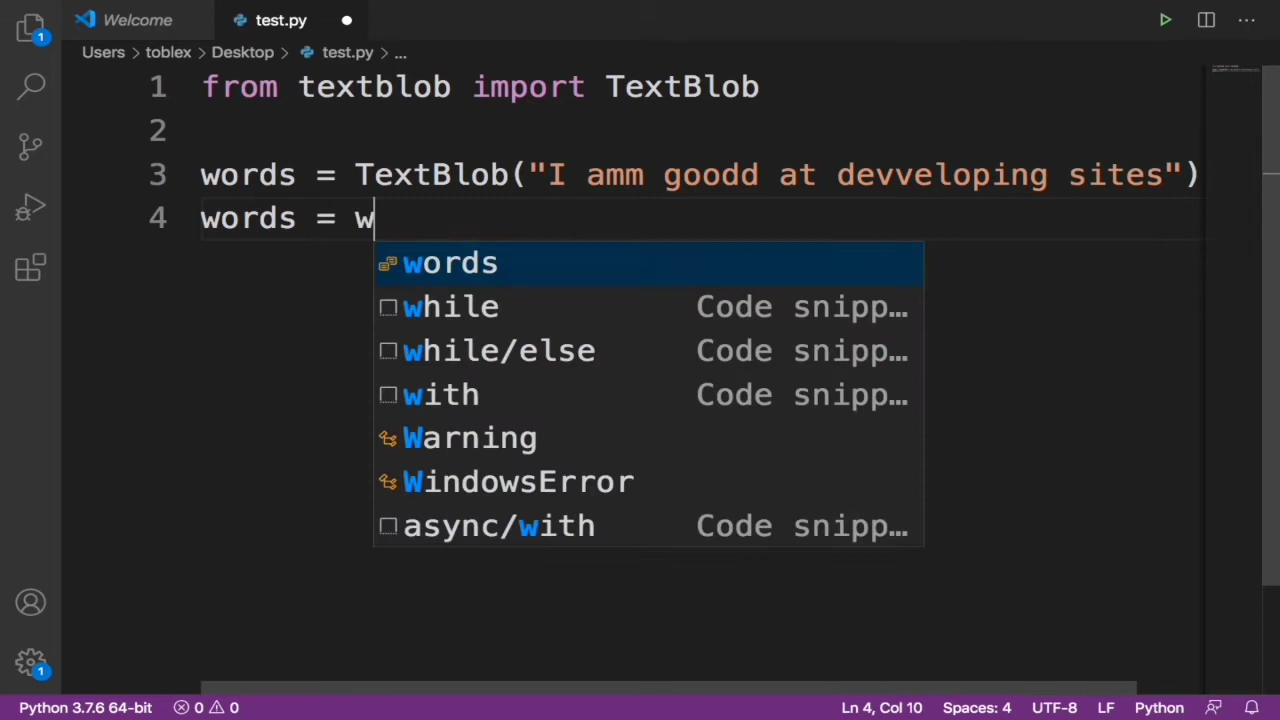 Welcome
test.py
1
Users > toblex > Desktop > test.py > ...
1 from textblob import TextBlob
2
3 words = TextBlob("I amm goodd at devveloping sites")
4 words = w
words
while Code snipp…
while/else Code snipp…
with Code snipp…
Warning
WindowsError
async/with Code snipp…
1
Python 3.7.6 64-bit 0 0 Ln 4, Col 10 Spaces: 4 UTF-8 LF Python